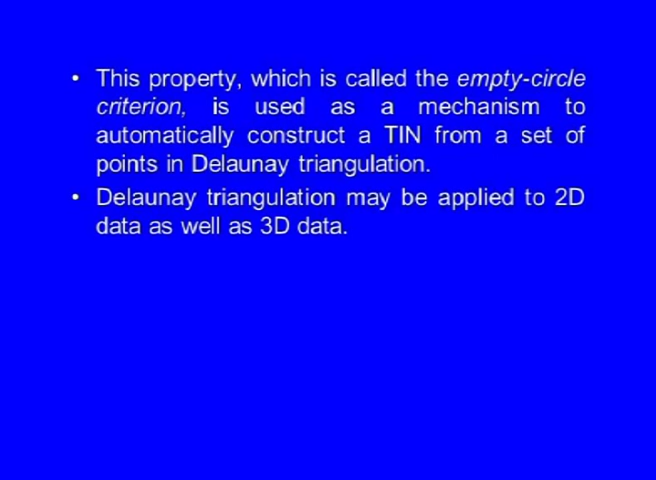 • This property, which is called the empty-circle
criterion, is used as a mechanism to
automatically construct a TIN from a set of
points in Delaunay triangulation.
• Delaunay triangulation may be applied to 2D
data as well as 3D data.